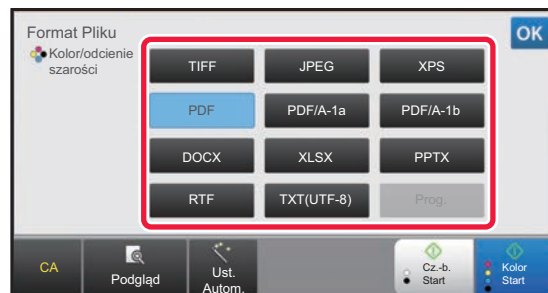 Format Pliku
OK
Kolor/odcienie
szarości
TIFF
JPEG
XPS
PDF
PDF/A-1a
PDF/A-1b
DOCX
XLSX
PPTX
RTF
TXT(UTF-8)
Prog.
CA
Podgląd
Ust.
Autom.
Cz.-b.
Start
Kolor
Start